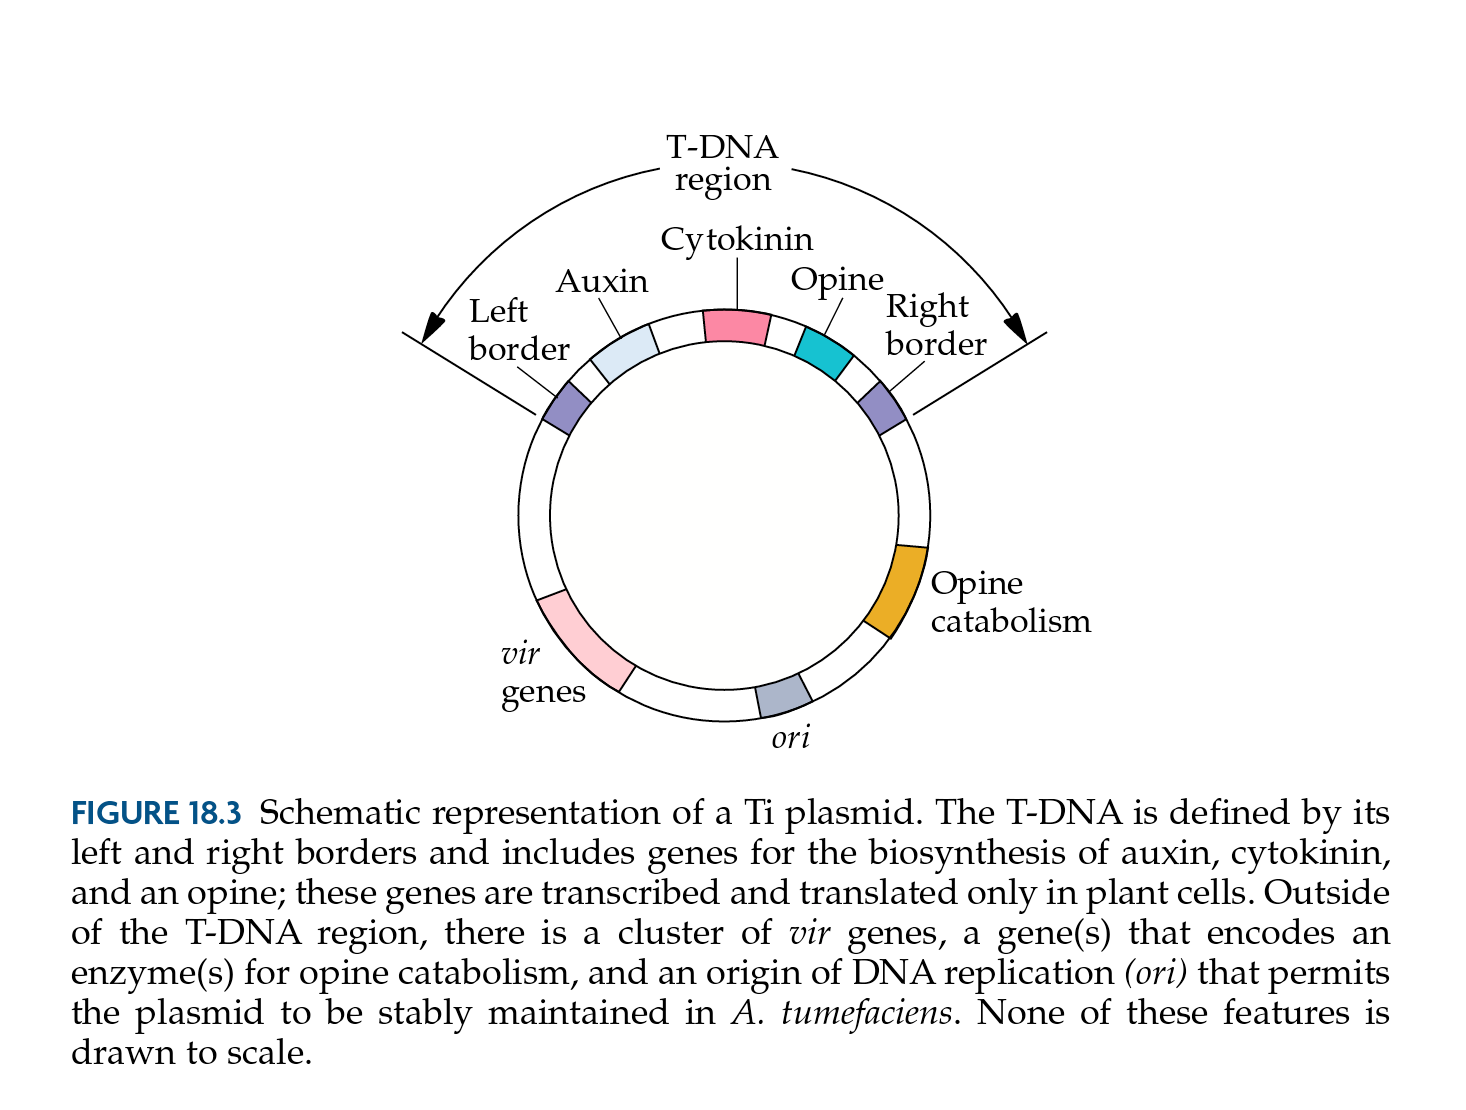 T-DNA
region
Cytokinin
Auxin
Opine
Left
border
Right
border
Opine
catabolism
vir
genes
ori
FIGURE 18.3 Schematic representation of a Ti plasmid. The T-DNA is defined by its
left and right borders and includes genes for the biosynthesis of auxin, cytokinin,
and an opine; these genes are transcribed and translated only in plant cells. Outside
of the T-DNA region, there is a cluster of vir genes, a gene(s) that encodes an
enzyme(s) for opine catabolism, and an origin of DNA replication (ori) that permits
the plasmid to be stably maintained in A. tumefaciens. None of these features is
drawn to scale.